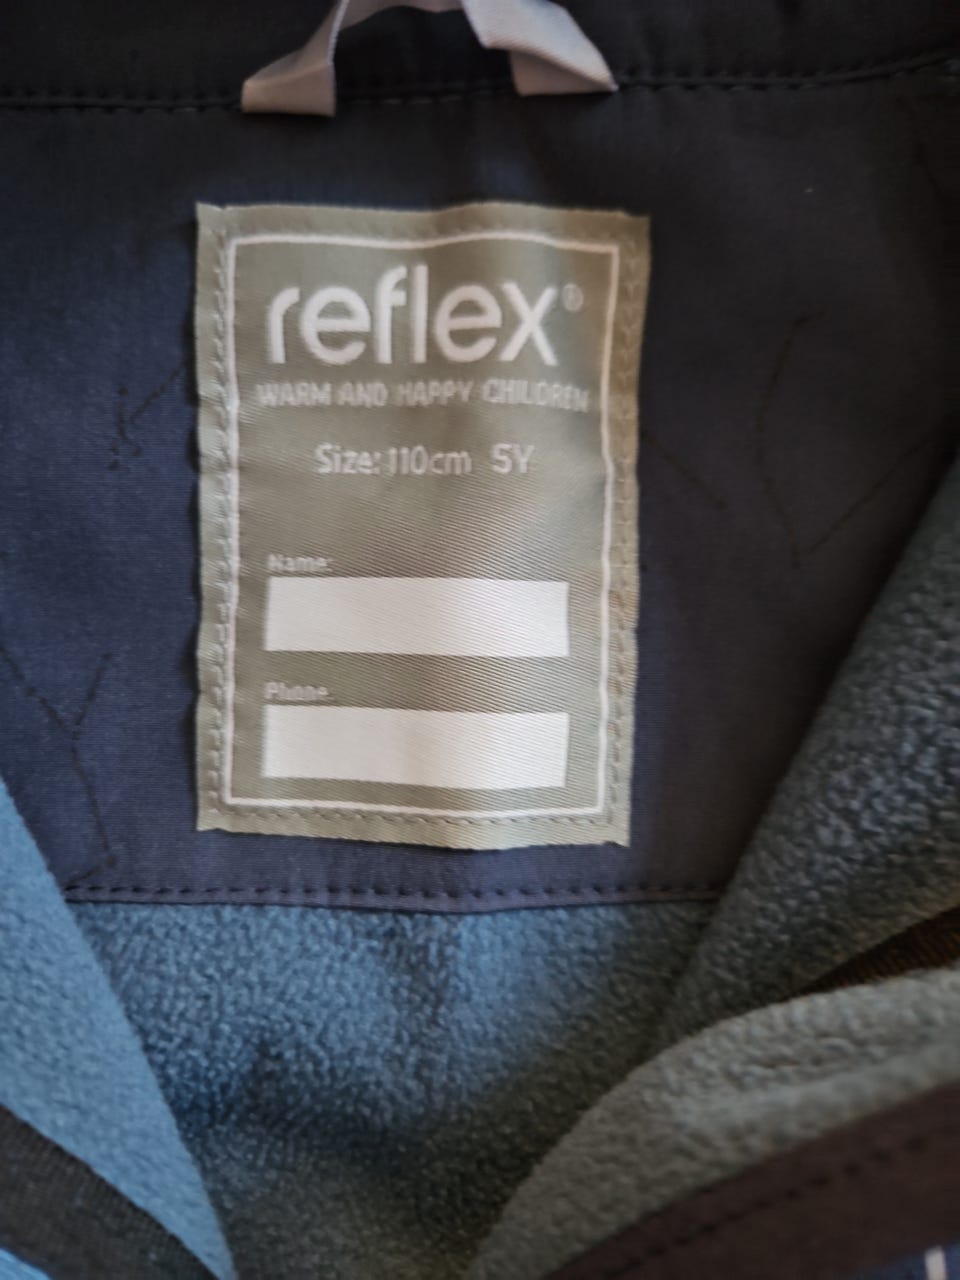 reflex®
WARM AND HAPPY CHILDREN
Size: 110cm 5Y
Name:
Phone: